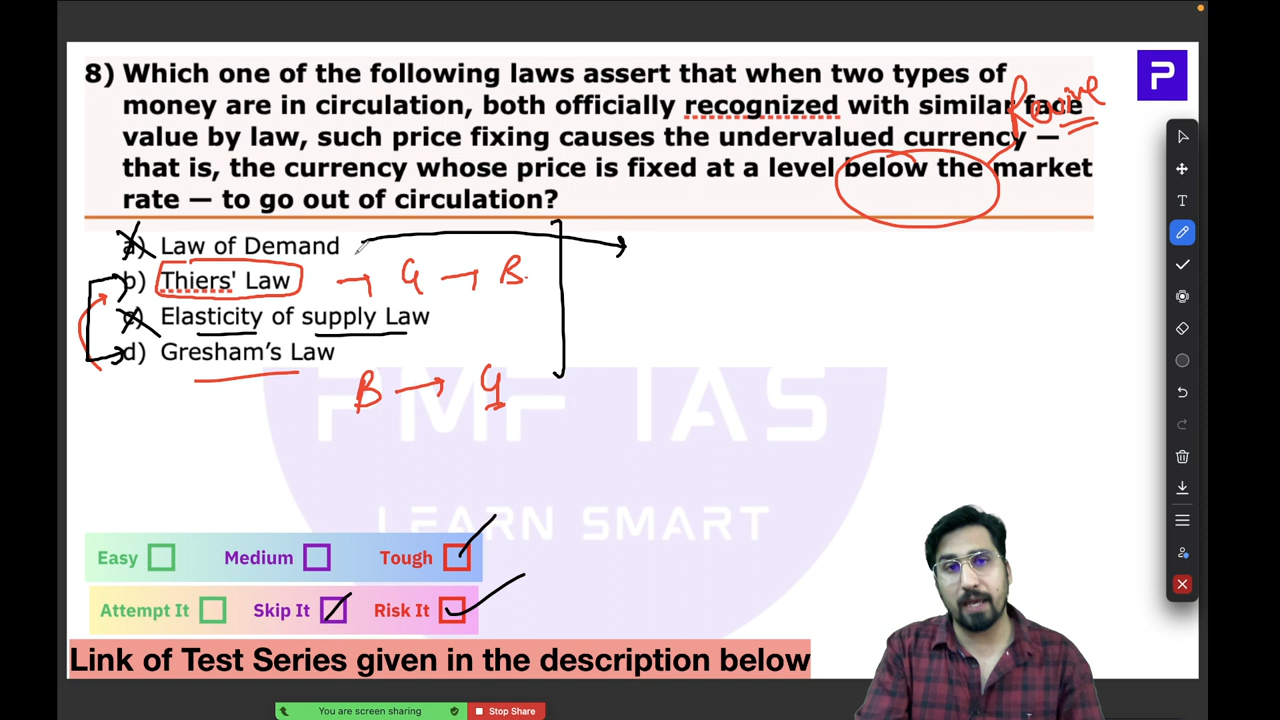 8) Which one of the following laws assert that when two types of
money are in circulation, both officially recognized with similar face
value by law, such price fixing causes the undervalued currency —
that is, the currency whose price is fixed at a level below the market
rate — to go out of circulation?
a) Law of Demand
b) Thiers' Law → G → B
c) Elasticity of supply Law
d) Gresham's Law
B → G
PMF IAS
LEARN SMART
Easy Medium Tough
Attempt It Skip It Risk It
Link of Test Series given in the description below
You are screen sharing Stop Share
P
T